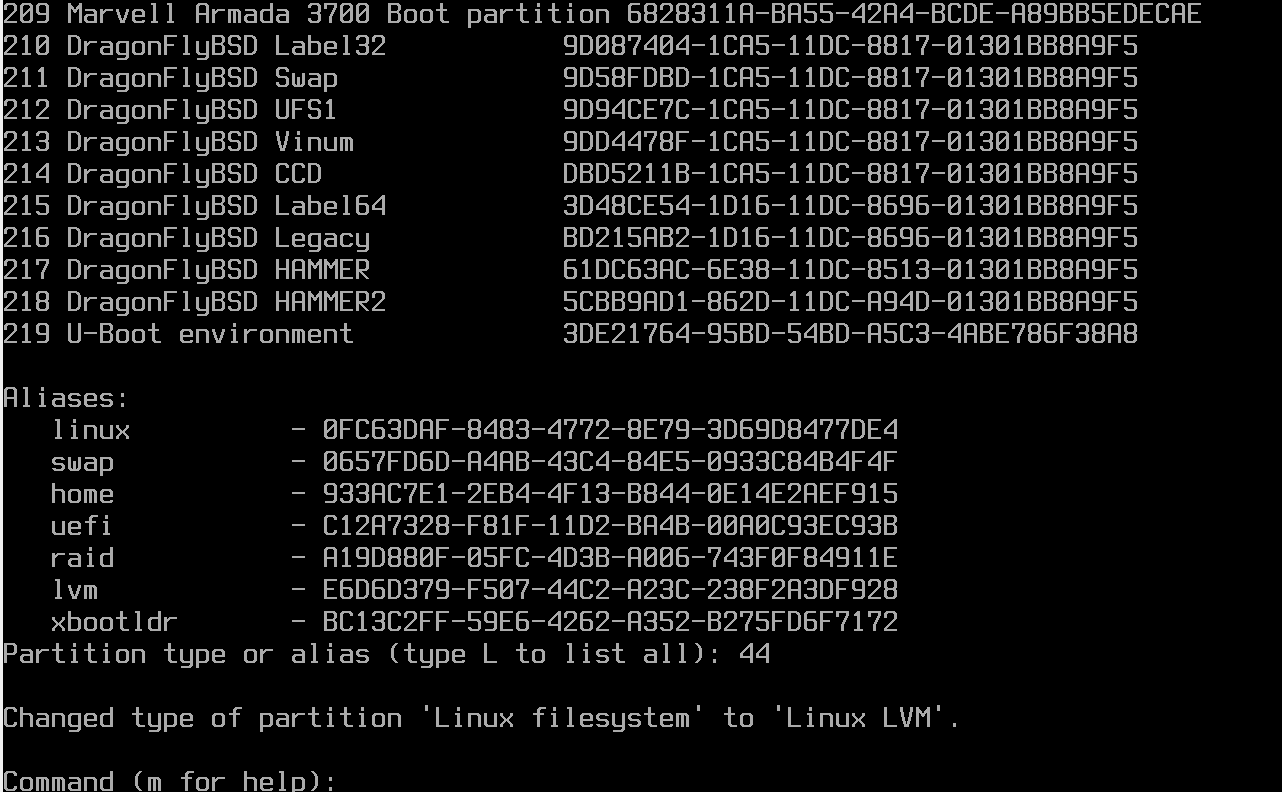 209 Marvell Armada 3700 Boot partition 6828311A-BA55-42A4-BCDE-A89BB5EDECAE
210 DragonFlyBSD Label32 9D087404-1CA5-11DC-8817-01301BB8A9F5
211 DragonFlyBSD Swap 9D58FDBD-1CA5-11DC-8817-01301BB8A9F5
212 DragonFlyBSD UFS1 9D94CE7C-1CA5-11DC-8817-01301BB8A9F5
213 DragonFlyBSD Vinum 9DD4478F-1CA5-11DC-8817-01301BB8A9F5
214 DragonFlyBSD CCD DBD5211B-1CA5-11DC-8817-01301BB8A9F5
215 DragonFlyBSD Label64 3D48CE54-1D16-11DC-8696-01301BB8A9F5
216 DragonFlyBSD Legacy BD215AB2-1D16-11DC-8696-01301BB8A9F5
217 DragonFlyBSD HAMMER 61DC63AC-6E38-11DC-8513-01301BB8A9F5
218 DragonFlyBSD HAMMER2 5CBB9AD1-862D-11DC-A94D-01301BB8A9F5
219 U-Boot environment 3DE21764-95BD-54BD-A5C3-4ABE786F38A8
Aliases:
linux - 0FC63DAF-8483-4772-8E79-3D69D8477DE4
swap - 0657FD6D-A4AB-43C4-84E5-0933C84B4F4F
home - 933AC7E1-2EB4-4F13-B844-0E14E2AEF915
uefi - C12A7328-F81F-11D2-BA4B-00A0C93EC93B
raid - A19D880F-05FC-4D3B-A006-743F0F84911E
lvm - E6D6D379-F507-44C2-A23C-238F2A3DF928
xbootldr - BC13C2FF-59E6-4262-A352-B275FD6F7172
Partition type or alias (type L to list all): 44
Changed type of partition 'Linux filesystem' to 'Linux LVM'.
Command (m for help):